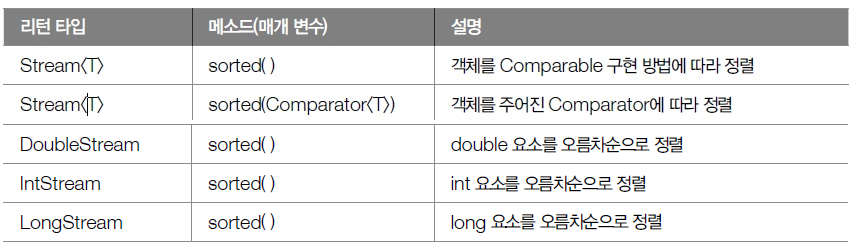 리턴 타입 메소드(매개 변수) 설명
Stream〈T〉 sorted( ) 객체를 Comparable 구현 방법에 따라 정렬
Stream〈T〉 sorted(Comparator〈T〉) 객체를 주어진 Comparator에 따라 정렬
DoubleStream sorted( ) double 요소를 오름차순으로 정렬
IntStream sorted( ) int 요소를 오름차순으로 정렬
LongStream sorted( ) long 요소를 오름차순으로 정렬